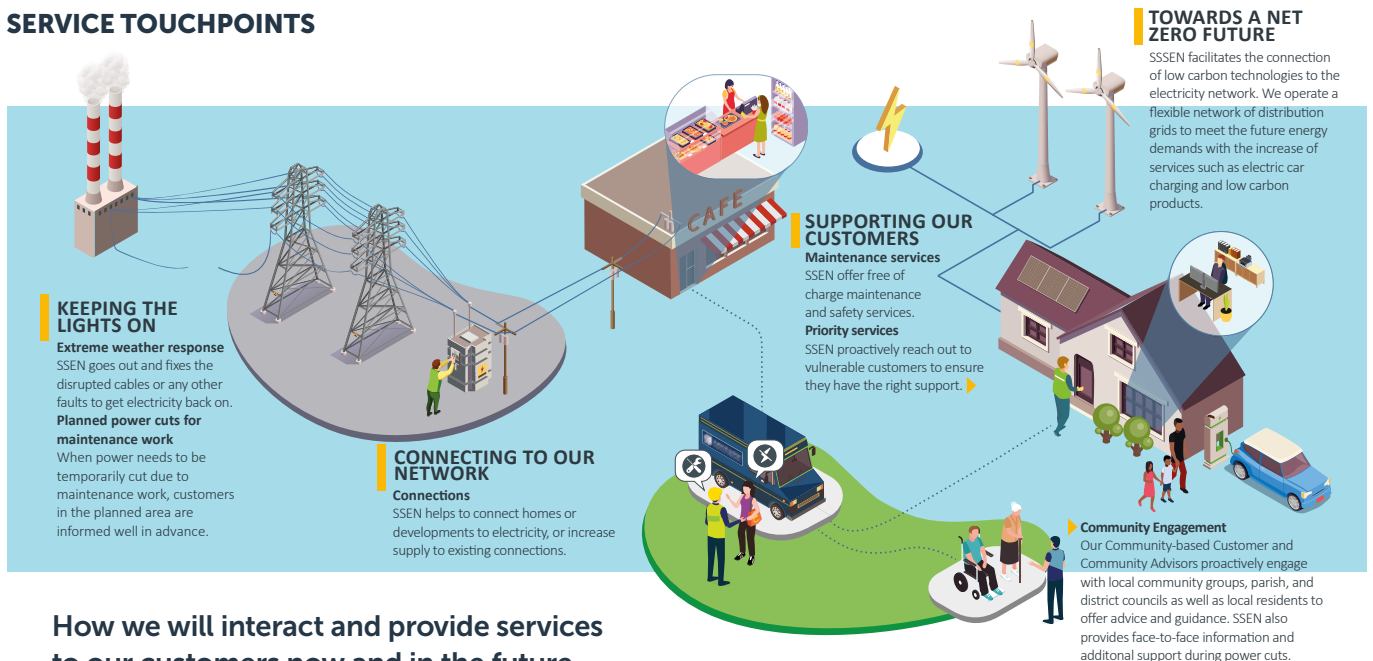 SERVICE TOUCHPOINTS
TOWARDS A NET
ZERO FUTURE
SSSEN facilitates the connection
of low carbon technologies to the
electricity network. We operate a
flexible network of distribution
grids to meet the future energy
demands with the increase of
services such as electric car
charging and low carbon
products.
CAFE
SUPPORTING OUR
CUSTOMERS
Maintenance services
SSEN offer free of
charge maintenance
and safety services.
Priority services
SSEN proactively reach out to
vulnerable customers to ensure
they have the right support.
KEEPING THE
LIGHTS ON
Extreme weather response
SSEN goes out and fixes the
disrupted cables or any other
faults to get electricity back on.
Planned power cuts for
maintenance work
When power needs to be
temporarily cut due to
maintenance work, customers
in the planned area are
informed well in advance.
CONNECTING TO OUR
NETWORK
Connections
SSEN helps to connect homes or
developments to electricity, or increase
supply to existing connections.
Community Engagement
Our Community-based Customer and
Community Advisors proactively engage
with local community groups, parish, and
district councils as well as local residents to
offer advice and guidance. SSEN also
provides face-to-face information and
additonal support during power cuts.
How we will interact and provide services
to our customers now and in the future